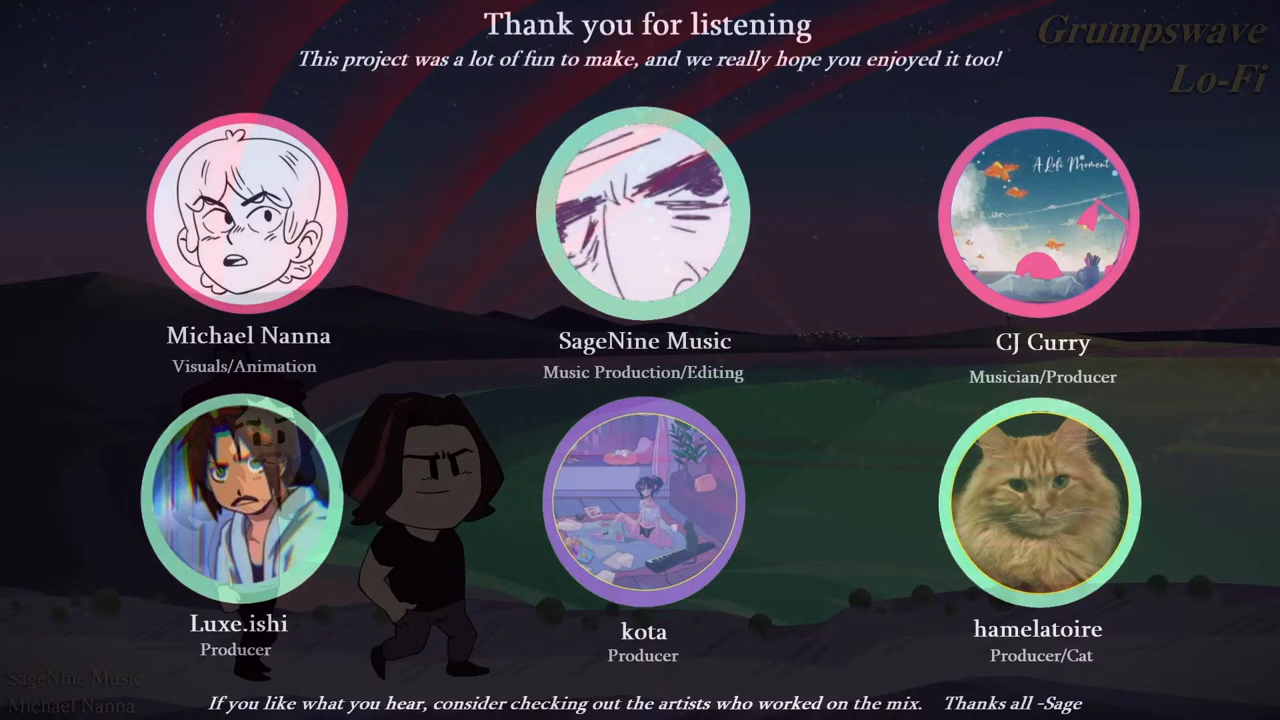 Thank you for listening
This project was a lot of fun to make, and we really hope you enjoyed it too!
Grumpswave
Lo-Fi
A Lofi Moment
Michael Nanna
Visuals/Animation
SageNine Music
Music Production/Editing
CJ Curry
Musician/Producer
Luxe.ishi
Producer
kota
Producer
hamelatoire
Producer/Cat
SageNine Music
Michael Nanna
If you like what you hear, consider checking out the artists who worked on the mix. Thanks all -Sage